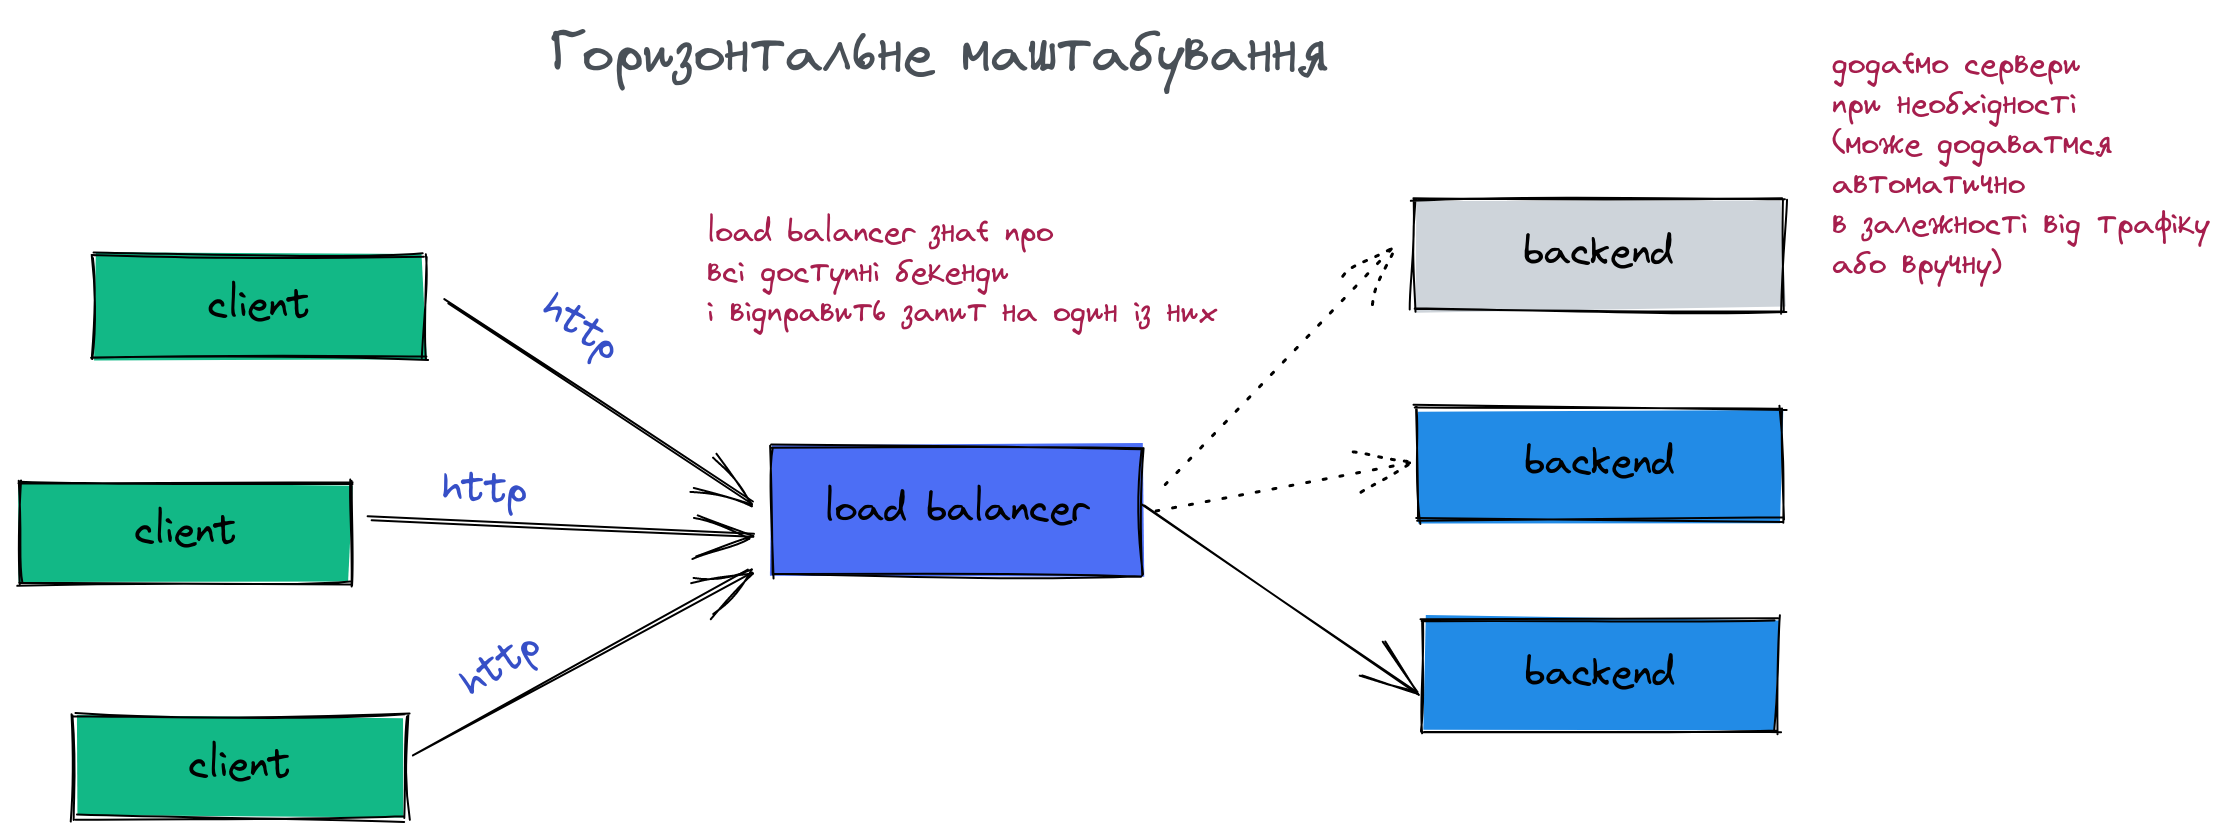 Горизонтальне маштабування
додаємо сервери
при необхідності
(може додаватмся
автоматично
в залежності від трафіку
або вручну)
load balancer знає про
всі доступні бекенди
і відправить запит на один із них
client
http
backend
client
http
load balancer
backend
http
client
backend